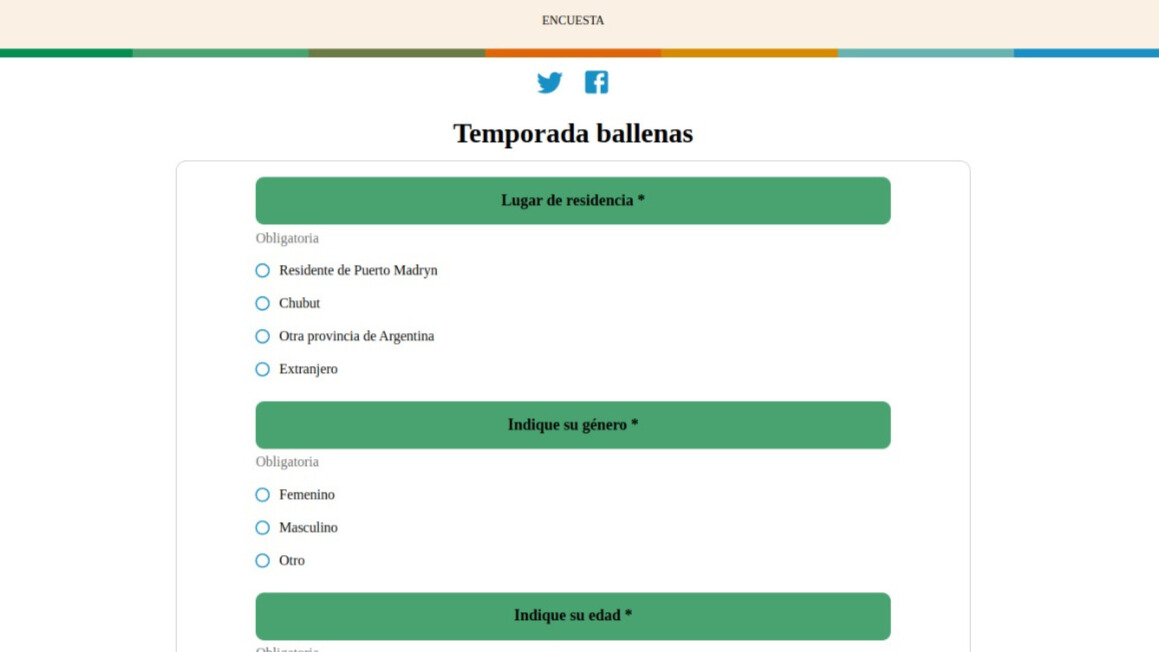 ENCUESTA
Temporada ballenas
Lugar de residencia *
Obligatoria
Residente de Puerto Madryn
Chubut
Otra provincia de Argentina
Extranjero
Indique su género *
Obligatoria
Femenino
Masculino
Otro
Indique su edad *
Obligatoria